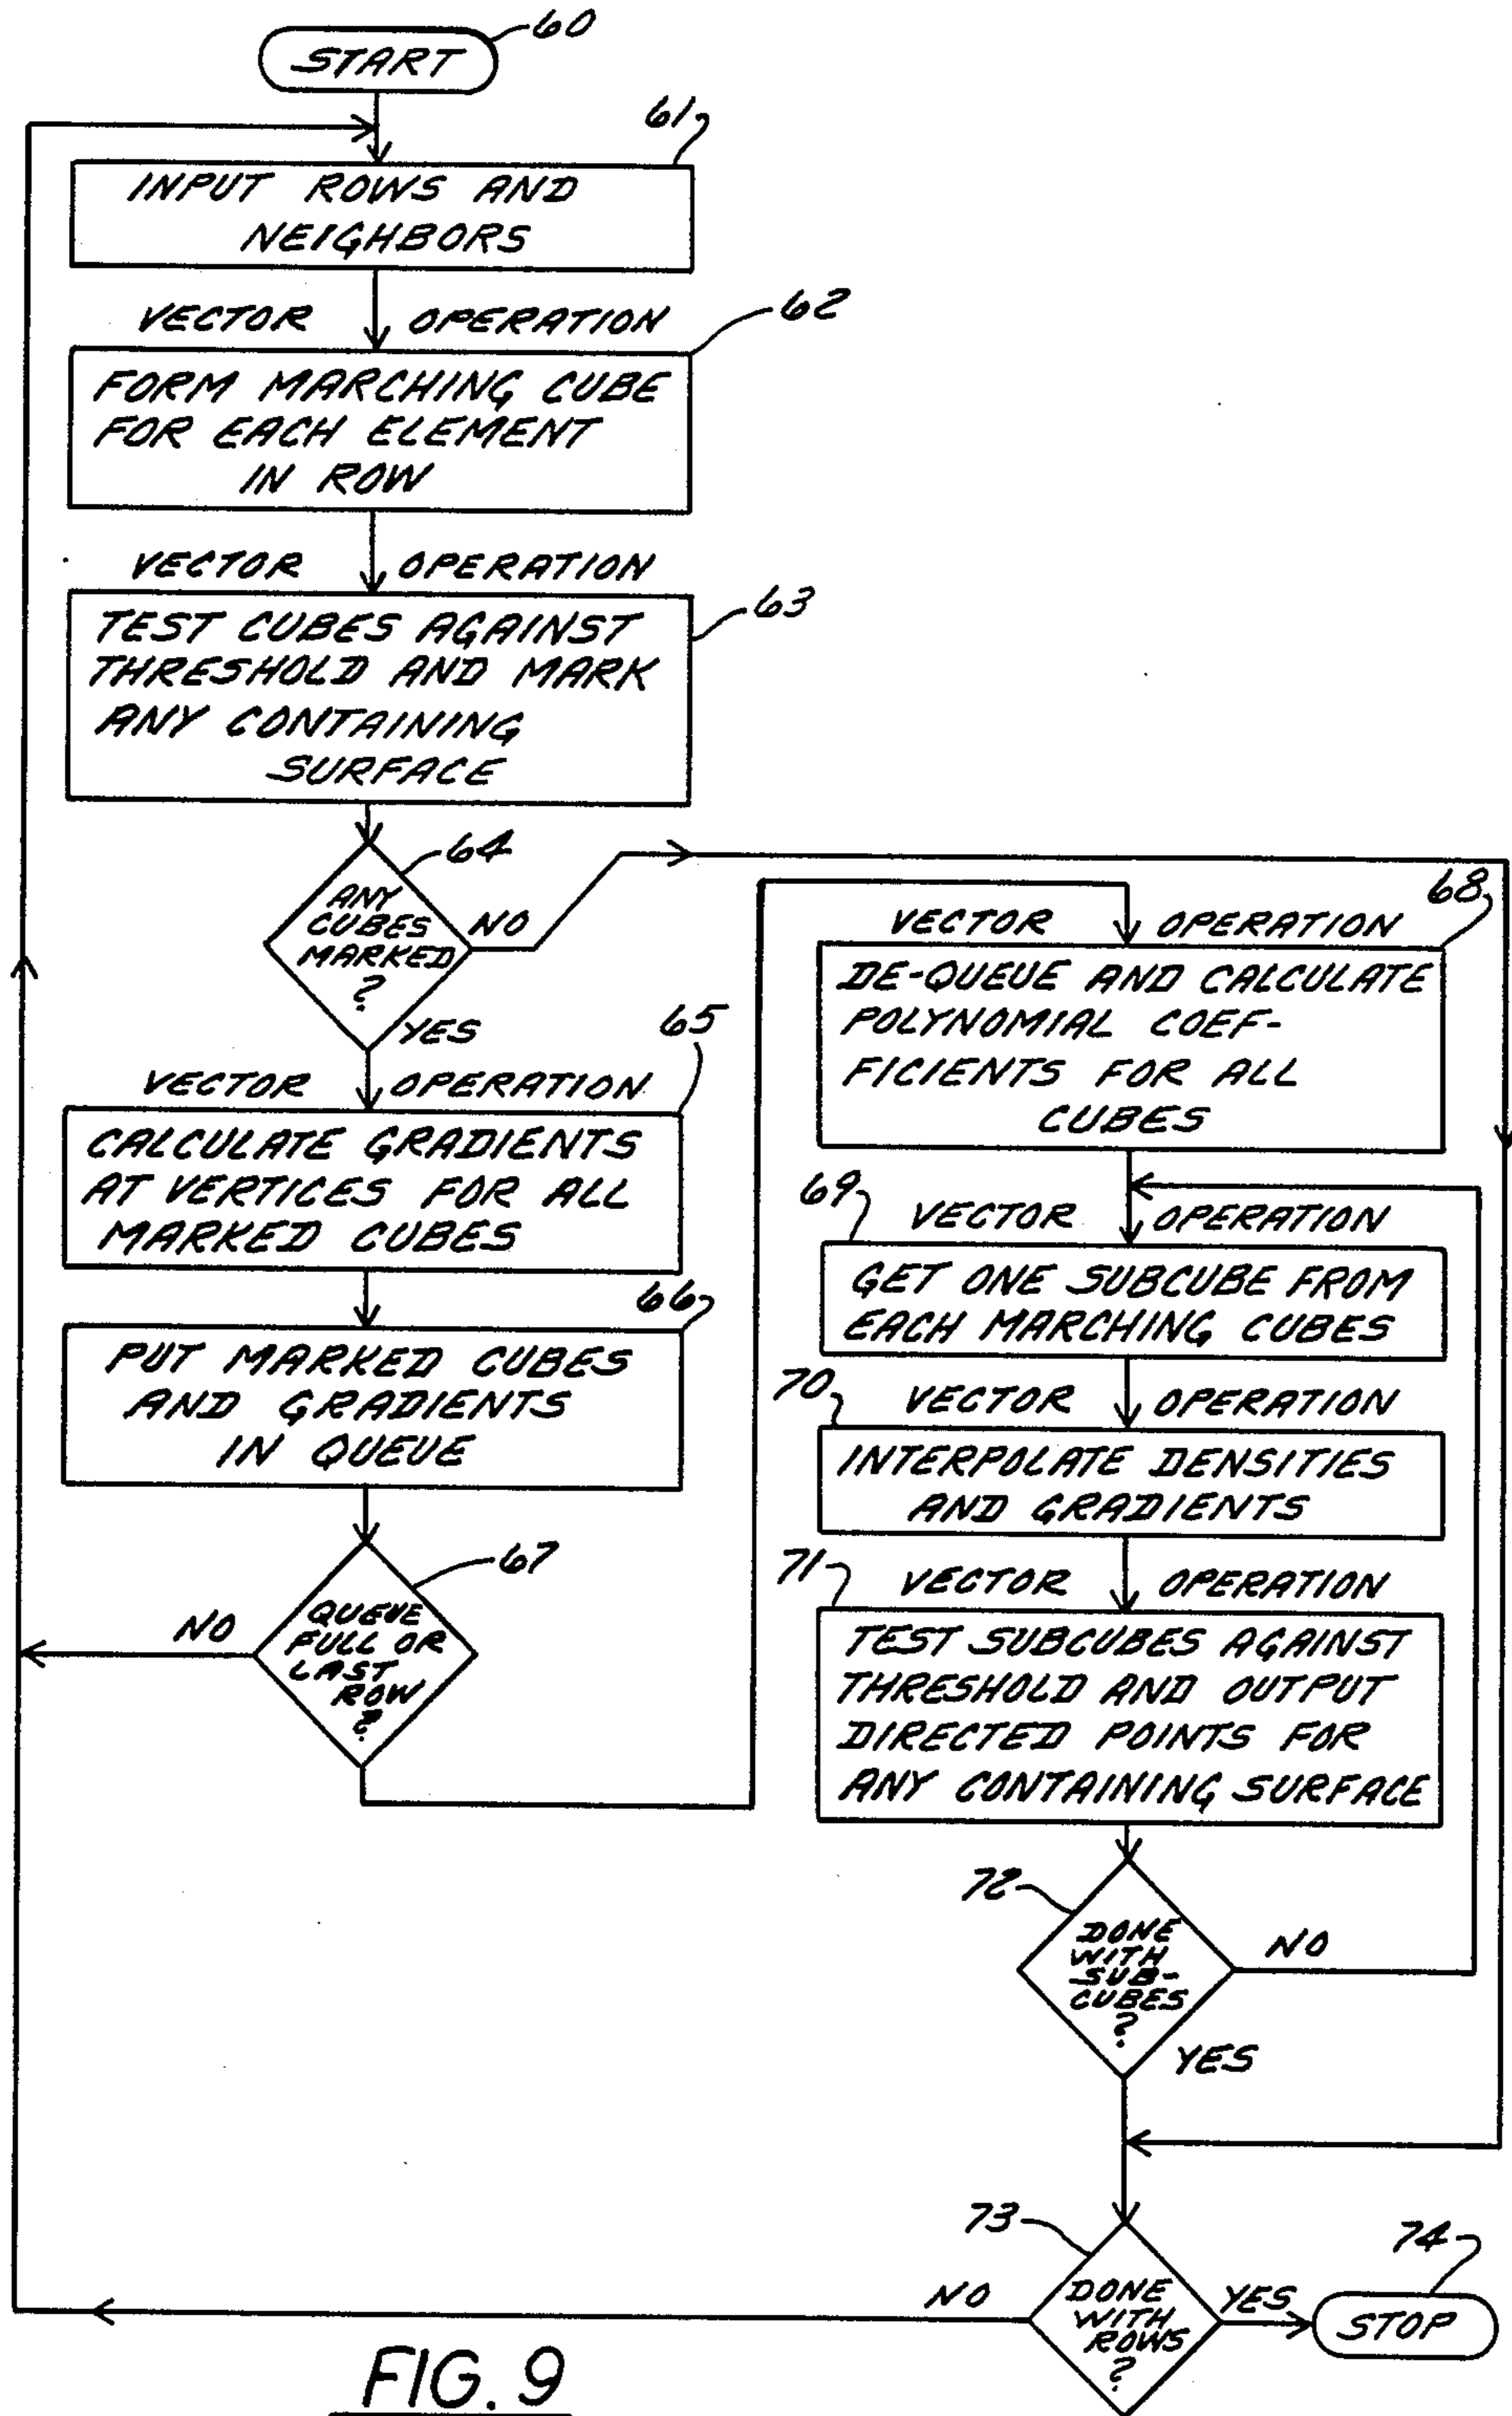 START
60
61
INPUT ROWS AND
NEIGHBORS
VECTOR OPERATION
62
FORM MARCHING CUBE
FOR EACH ELEMENT
IN ROW
VECTOR OPERATION
63
TEST CUBES AGAINST
THRESHOLD AND MARK
ANY CONTAINING
SURFACE
64
ANY
CUBES
MARKED
?
NO
YES
VECTOR OPERATION
65
CALCULATE GRADIENTS
AT VERTICES FOR ALL
MARKED CUBES
66
PUT MARKED CUBES
AND GRADIENTS
IN QUEUE
67
QUEUE
FULL OR
LAST
ROW
?
NO
68
VECTOR OPERATION
DE-QUEUE AND CALCULATE
POLYNOMIAL COEF-
FICIENTS FOR ALL
CUBES
69
VECTOR OPERATION
GET ONE SUBCUBE FROM
EACH MARCHING CUBES
70
VECTOR OPERATION
INTERPOLATE DENSITIES
AND GRADIENTS
71
VECTOR OPERATION
TEST SUBCUBES AGAINST
THRESHOLD AND OUTPUT
DIRECTED POINTS FOR
ANY CONTAINING SURFACE
72
DONE
WITH
SUB-
CUBES
?
NO
YES
73
DONE
WITH
ROWS
?
NO
YES
74
STOP
FIG. 9